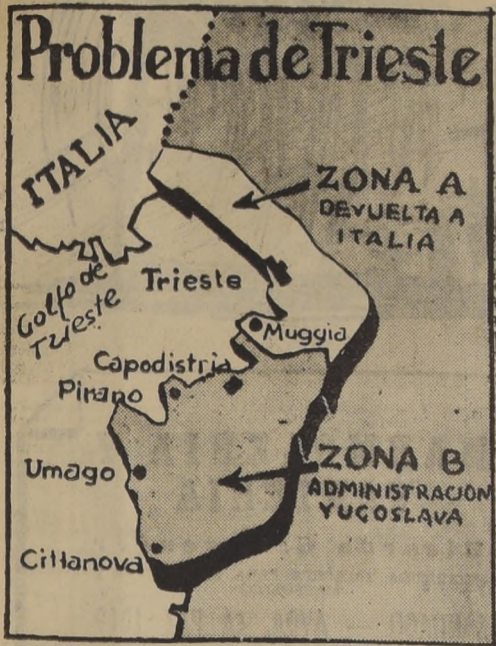 Problema de Trieste
ITALIA
ZONA A
DEVUELTA A
ITALIA
Golfo de
Trieste
Trieste
Muggia
Capodistria
Pirano
Umago
ZONA B
ADMINISTRACION
YUGOSLAVA
Cittanova